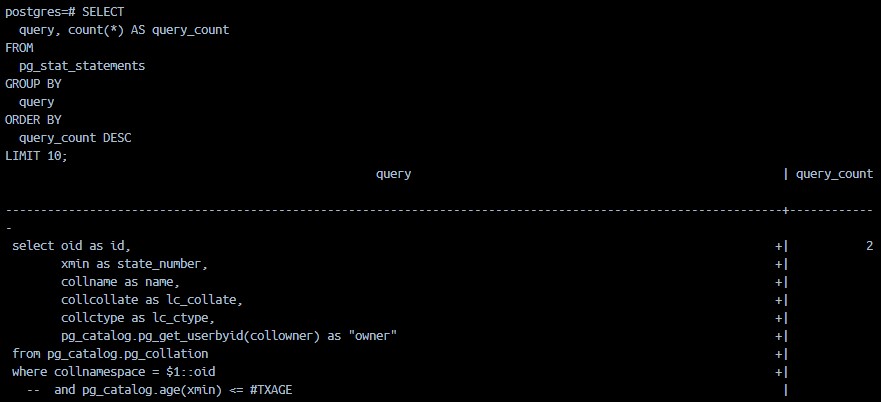 postgres=# SELECT
  query, count(*) AS query_count
FROM
  pg_stat_statements
GROUP BY
  query
ORDER BY
  query_count DESC
LIMIT 10;
query | query_count
---------------------------------------------------------------------------------------------------------------+------------
-
 select oid as id, +| 2
        xmin as state_number, +|
        collname as name, +|
        collcollate as lc_collate, +|
        collctype as lc_ctype, +|
        pg_catalog.pg_get_userbyid(collowner) as "owner" +|
 from pg_catalog.pg_collation +|
 where collnamespace = $1::oid +|
   --  and pg_catalog.age(xmin) <= #TXAGE |